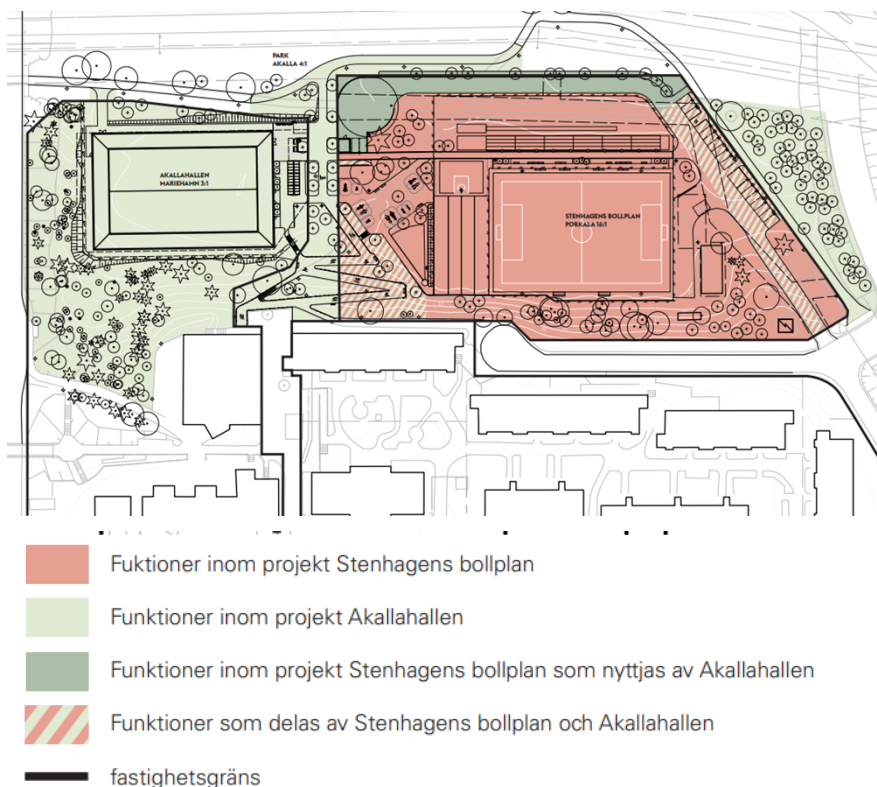 PARK
AKALLA 4:1
AKALLAHALLEN
MARIEHAMN 3:1
STENHAGENS BOLLPLAN
PORKALA 16:1
Fuktioner inom projekt Stenhagens bollplan
Funktioner inom projekt Akallahallen
Funktioner inom projekt Stenhagens bollplan som nyttjas av Akallahallen
Funktioner som delas av Stenhagens bollplan och Akallahallen
fastighetsgräns